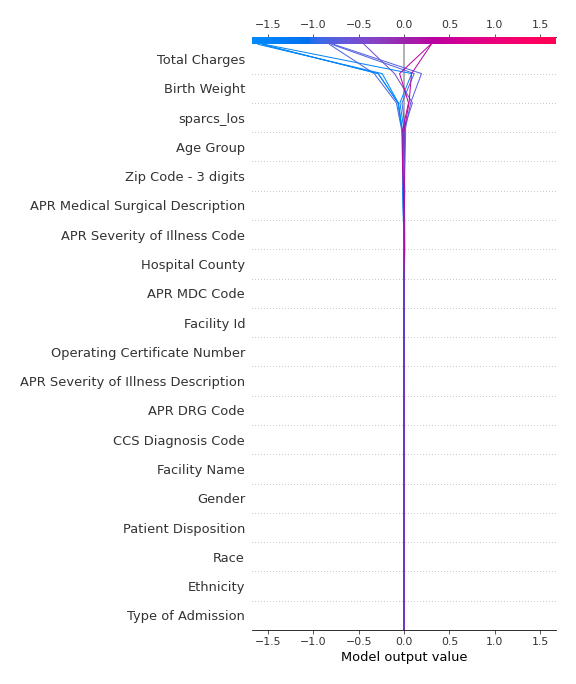 −1.5 −1.0 −0.5 0.0 0.5 1.0 1.5
Total Charges
Birth Weight
sparcs_los
Age Group
Zip Code - 3 digits
APR Medical Surgical Description
APR Severity of Illness Code
Hospital County
APR MDC Code
Facility Id
Operating Certificate Number
APR Severity of Illness Description
APR DRG Code
CCS Diagnosis Code
Facility Name
Gender
Patient Disposition
Race
Ethnicity
Type of Admission
−1.5 −1.0 −0.5 0.0 0.5 1.0 1.5
Model output value